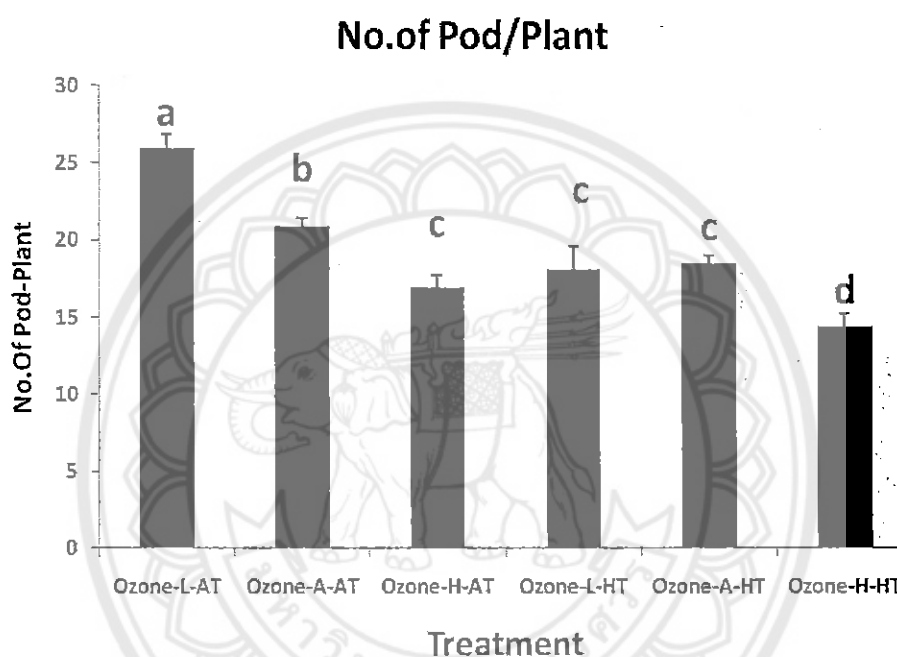 No.of Pod/Plant
No.Of Pod-Plant
30
25
20
15
10
5
0
a
b
c
c
c
d
Ozone-L-AT
Ozone-A-AT
Ozone-H-AT
Ozone-L-HT
Ozone-A-HT
Ozone-H-HT
Treatment